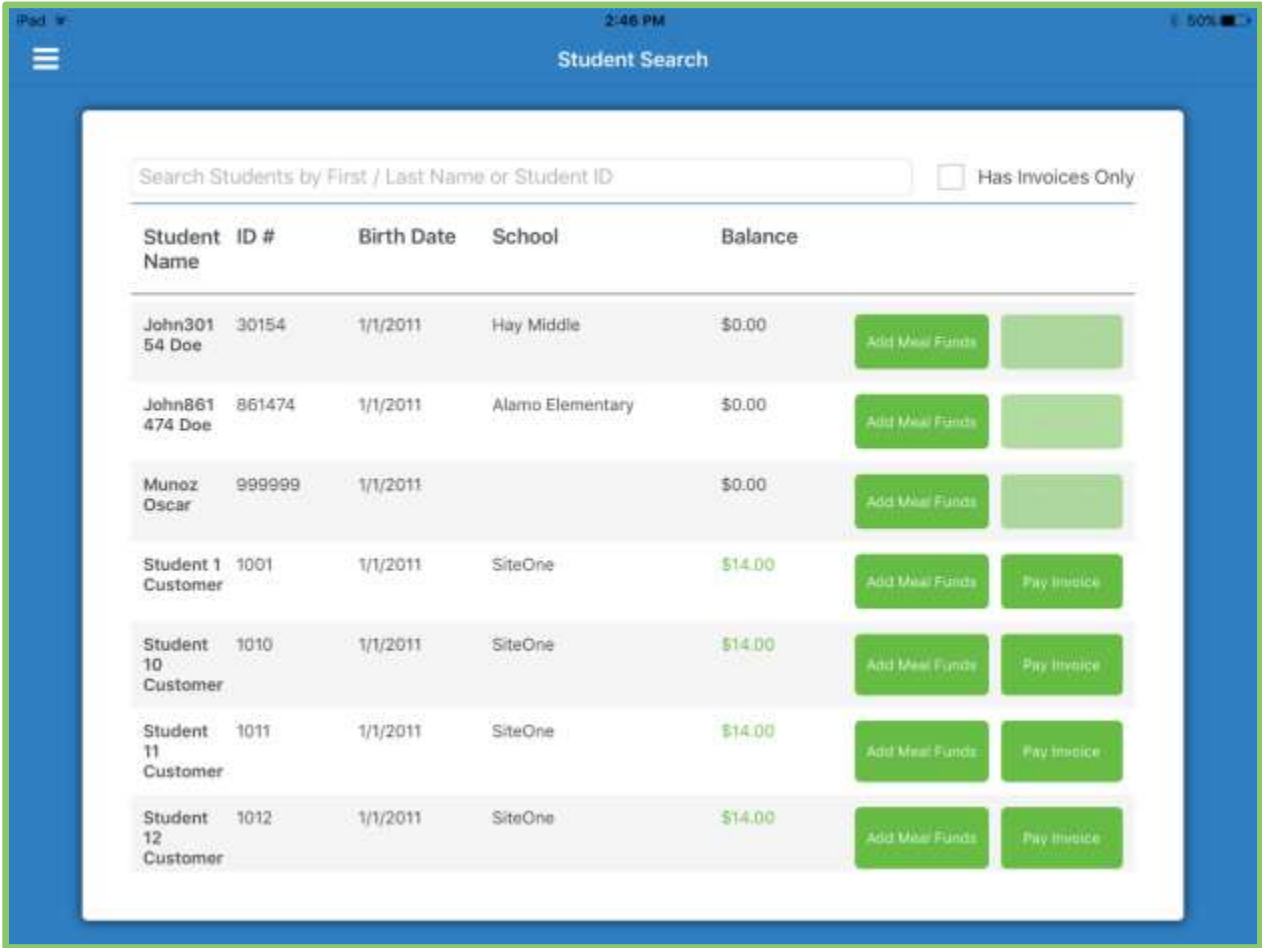 iPad 2:46 PM 50%
Student Search
Search Students by First / Last Name or Student ID Has Invoices Only
Student ID # Birth Date School Balance
Name
John301 30154 1/1/2011 Hay Middle $0.00
54 Doe
Add Meal Funds
John861 861474 1/1/2011 Alamo Elementary $0.00
474 Doe
Add Meal Funds
Munoz 999999 1/1/2011 $0.00
Oscar
Add Meal Funds
Student 1 1001 1/1/2011 SiteOne $14.00
Customer
Add Meal Funds Pay Invoice
Student 1010 1/1/2011 SiteOne $14.00
10
Add Meal Funds Pay Invoice
Customer
Student 1011 1/1/2011 SiteOne $14.00
11
Add Meal Funds Pay Invoice
Customer
Student 1012 1/1/2011 SiteOne $14.00
12
Add Meal Funds Pay Invoice
Customer